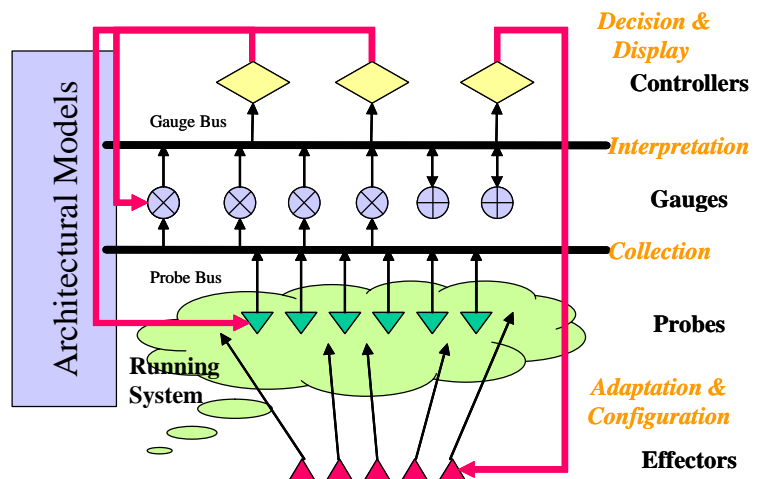 Decision &
Display
Controllers
Gauge Bus
Interpretation
Architectural Models
Gauges
Collection
Probe Bus
Probes
Running
System
Adaptation &
Configuration
Effectors